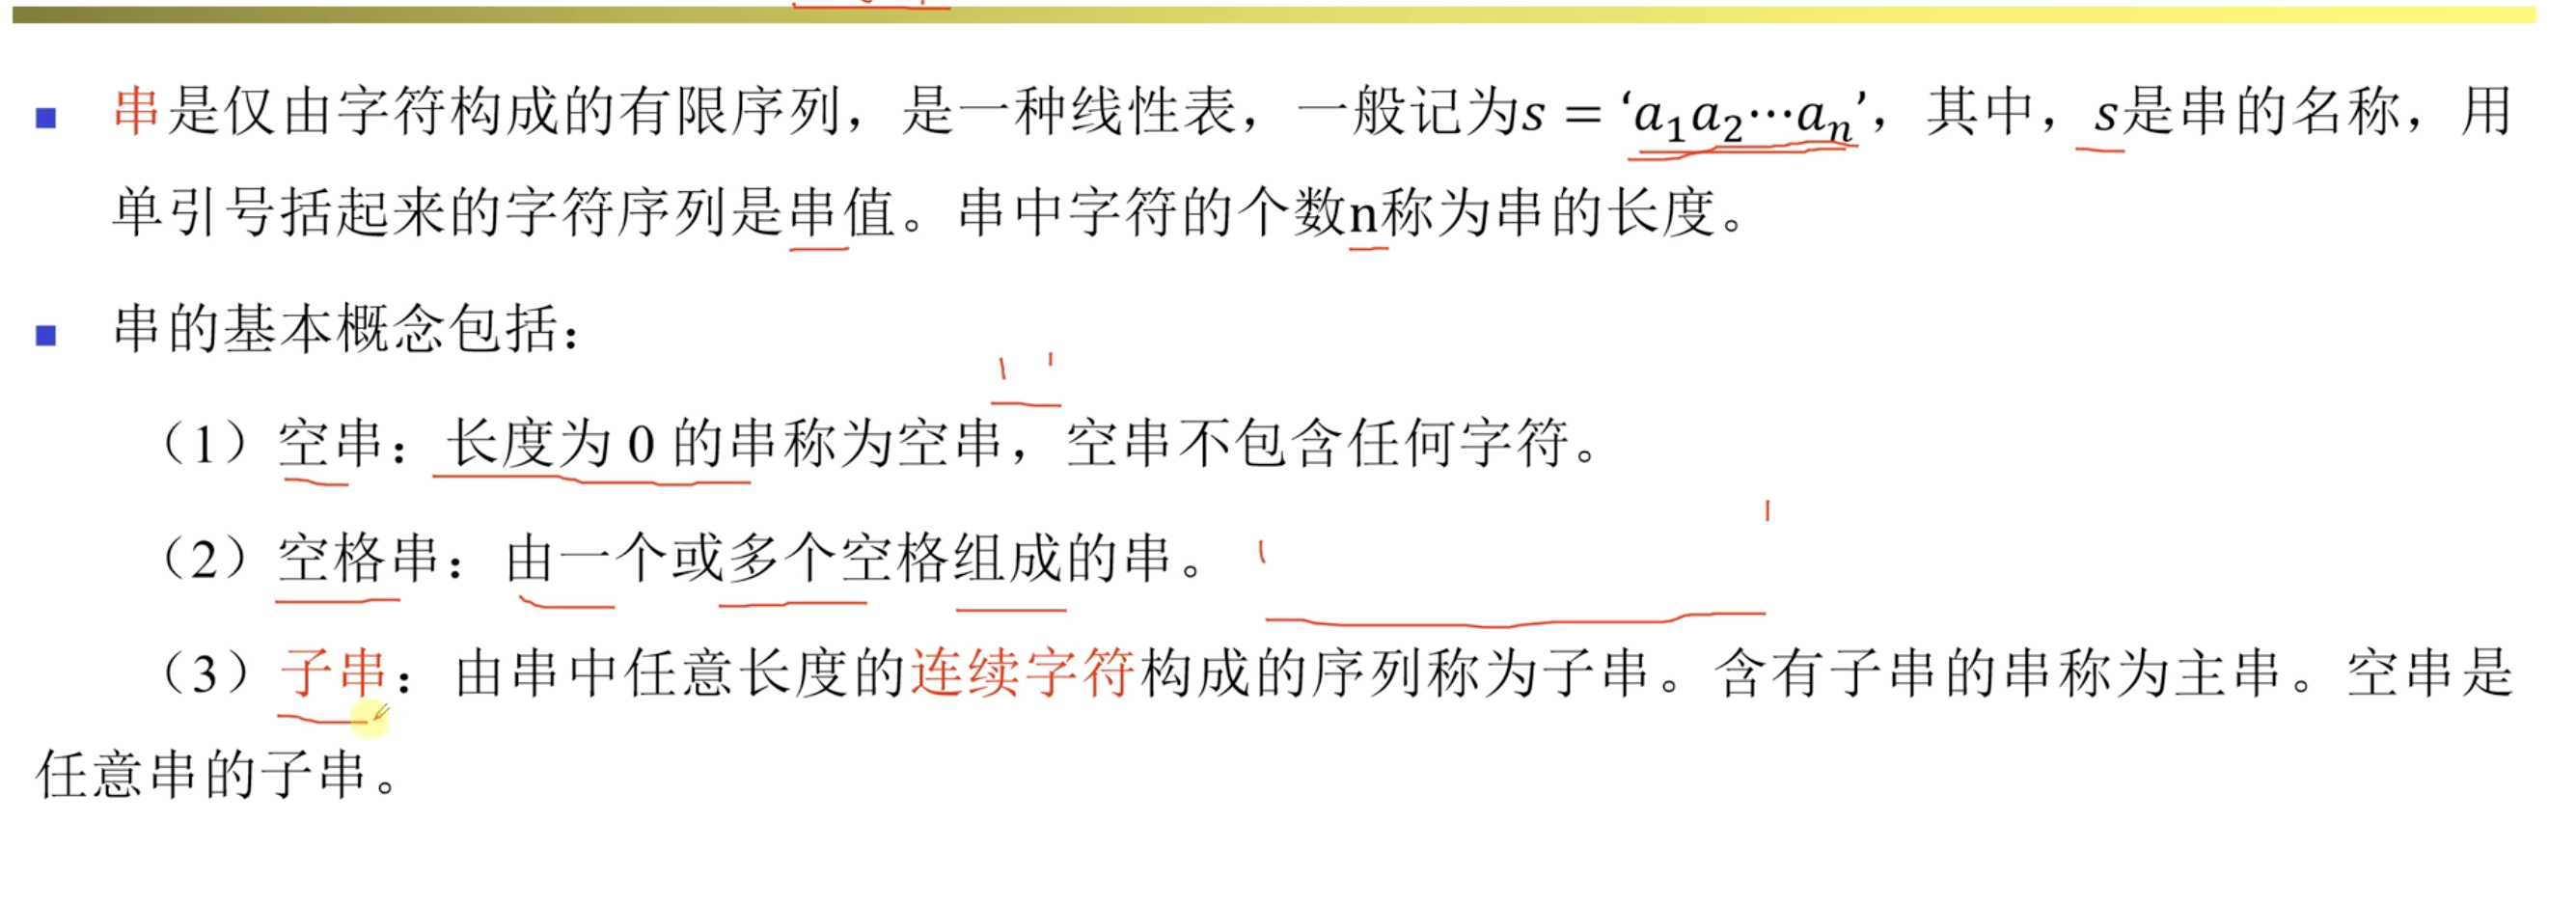 串是仅由字符构成的有限序列，是一种线性表，一般记为s = ‘a₁a₂⋯aₙ’，其中，s是串的名称，用
单引号括起来的字符序列是串值。串中字符的个数n称为串的长度。
串的基本概念包括：
（1）空串：长度为 0 的串称为空串，空串不包含任何字符。
（2）空格串：由一个或多个空格组成的串。
（3）子串：由串中任意长度的连续字符构成的序列称为子串。含有子串的串称为主串。空串是
任意串的子串。